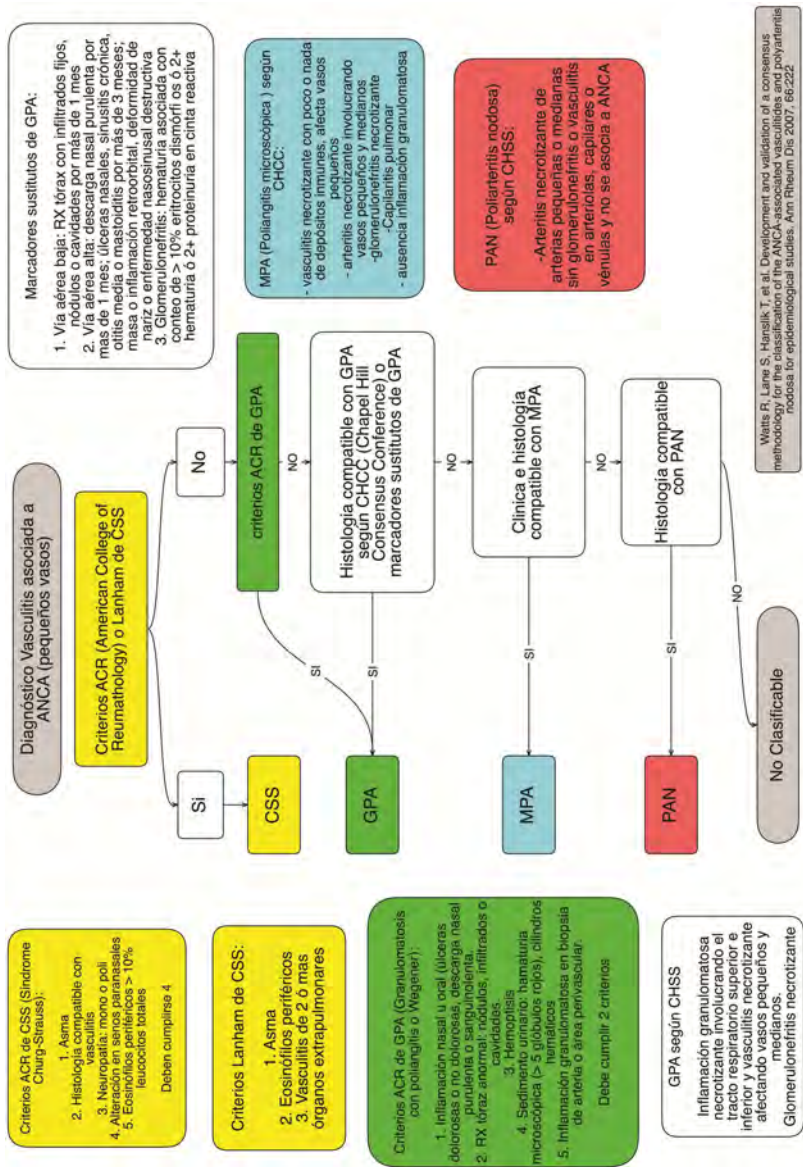 Diagnóstico Vasculitis asociada a
ANCA (pequeños vasos)
Criterios ACR (American College of
Reumathology) o Lanham de CSS
Si
No
CSS
criterios ACR de GPA
NO
SI
GPA
Histología compatible con GPA
según CHCC (Chapel Hill
Consensus Conference) o
marcadores sustitutos de GPA
SI
NO
MPA
Clínica e histología
compatible con MPA
SI
NO
PAN
Histología compatible
con PAN
SI
NO
No Clasificable
Criterios ACR de CSS (Sindrome
Churg-Strauss):
1. Asma
2. Histología compatible con
vasculitis
3. Neuropatía: mono o poli
4. Alteración en senos paranasales
5. Eosinófilos periféricos > 10%
leucocitos totales
Deben cumplirse 4
Criterios Lanham de CSS:
1. Asma
2. Eosinófilos periféricos
3. Vasculitis de 2 ó mas
órganos extrapulmonares
Criterios ACR de GPA (Granulomatosis
con poliangítis o Wegener):
1. Inflamación nasal u oral (úlceras
dolorosas o no dolorosas, descarga nasal
purulenta o sanguinolenta.
2. RX tóraz anormal: nódulos, infiltrados o
cavidadas.
3. Hemoptisis
4. Sedimento urinario: hamaturia
microscópica (> 5 glóbulos rojos), cilindros
hemáticos
5. Inflamación granulomatosa en biopsia
de arteria o área perivascular.
Debe cumplir 2 criterios
GPA según CHSS
Inflamación granulomatosa
necrotizante involucrando el
tracto respiratorio superior e
inferior y vasculitis necrotizante
afectando vasos pequeños y
medianos.
Glomerulonefritis necrotizante
Marcadores sustitutos de GPA:
1. Vía aérea baja: RX tórax con infiltrados fijos,
nódulos o cavidades por más de 1 mes
2. Vía aérea alta: descarga nasal purulenta por
mas de 1 mes; úlceras nasales, sinusitis crónica,
otitis media o mastoiditis por más de 3 meses;
masa o inflamación retroorbital, deformidad de
nariz o enfermedad nasosinusal destructiva
3. Glomerulonefritis: hematuria asociada con
conteo de > 10% eritrocitos dismórfi os ó 2+
hematuria ó 2+ proteinuria en cinta reactiva
MPA (Poliangitis microscópica ) según
CHCC:
- vasculitis necrotizante con poco o nada
de depósitos inmunes, afecta vasos
pequeños
- arteritis necrotizante involucrando
vasos pequeños y medianos
-glomerulonefritis necrotizante
-Capilaritis pulmonar
- ausencia inflamación granulomatosa
PAN (Poliarteritis nodosa)
según CHSS:
-Arteritis necrotizante de
arterias pequeñas o medianas
sin glomerulonefritis o vasculitis
en arteriolas, capilares o
vénulas y no se asocia a ANCA
Watts R, Lane S, Hanslik T, et al. Development and validation of a consensus
methodology for the classification of the ANCA-associated vasculitides and polyarteritis
nodosa for epidemiological studies. Ann Rheum Dis 2007, 66:222